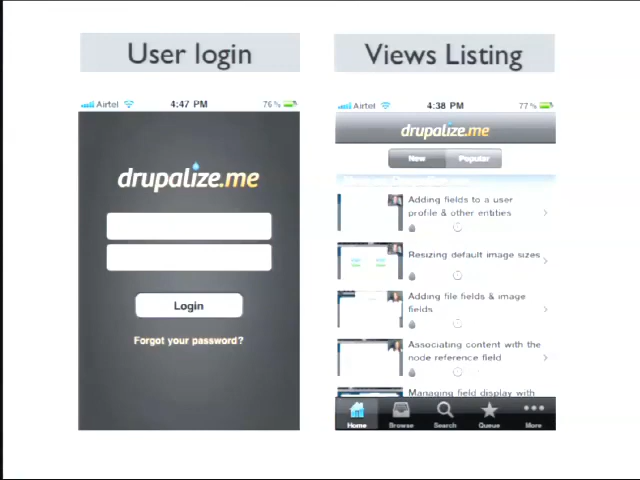 User login
Views Listing
Airtel 4:47 PM 76%
drupalize.me
Login
Forgot your password?
Airtel 4:38 PM 77%
drupalize.me
New Popular
Adding fields to a user
profile & other entities
Resizing default image sizes
Adding file fields & image
fields
Associating content with the
node reference field
Managing field display with
Home Browse Search Queue More